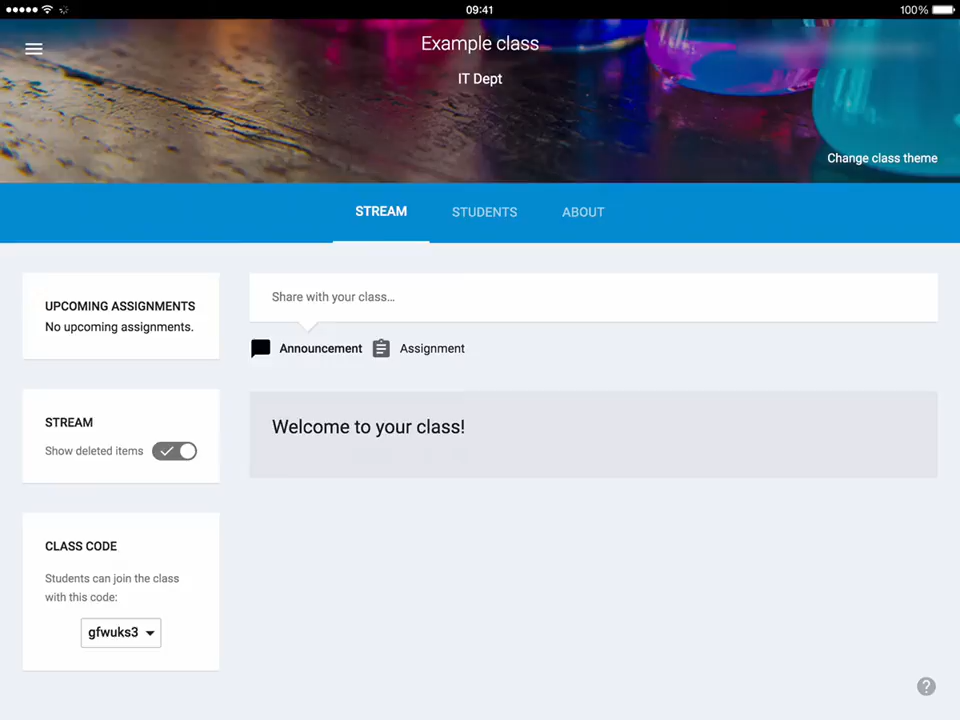 09:41
100%
Example class
IT Dept
Change class theme
STREAM
STUDENTS
ABOUT
UPCOMING ASSIGNMENTS
No upcoming assignments.
Share with your class...
Announcement
Assignment
STREAM
Show deleted items
Welcome to your class!
CLASS CODE
Students can join the class
with this code:
gfwuks3
?